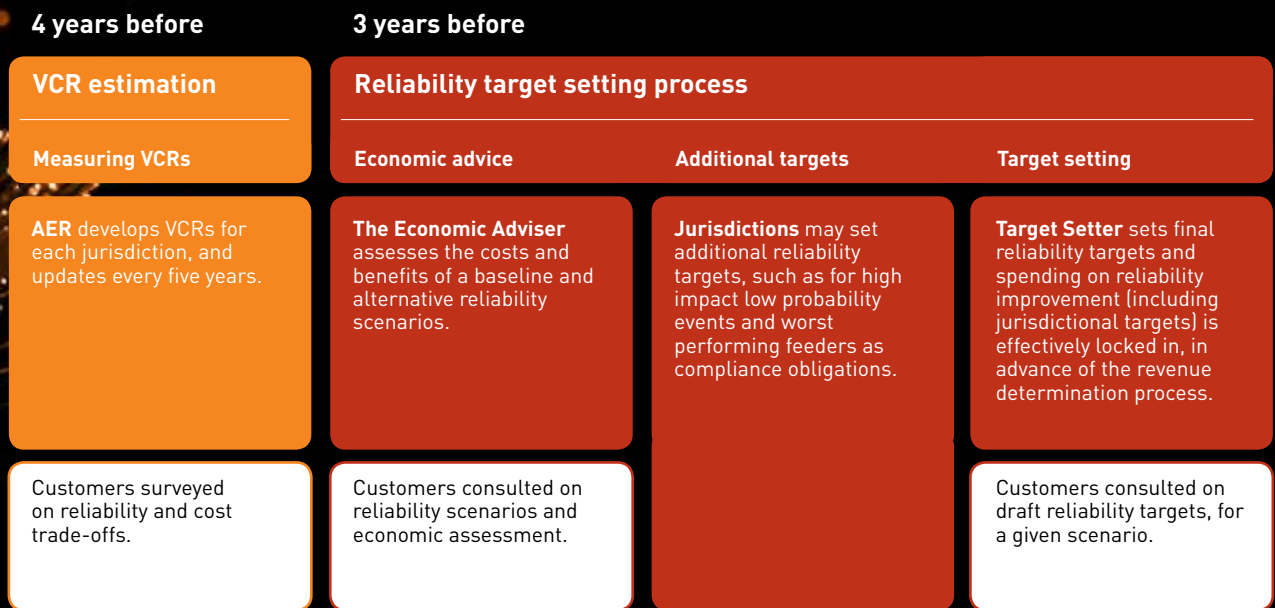 4 years before
3 years before
VCR estimation
Reliability target setting process
Measuring VCRs
Economic advice
Additional targets
Target setting
AER develops VCRs for
each jurisdiction, and
updates every five years.
The Economic Adviser
assesses the costs and
benefits of a baseline and
alternative reliability
scenarios.
Jurisdictions may set
additional reliability
targets, such as for high
impact low probability
events and worst
performing feeders as
compliance obligations.
Target Setter sets final
reliability targets and
spending on reliability
improvement (including
jurisdictional targets) is
effectively locked in, in
advance of the revenue
determination process.
Customers surveyed
on reliability and cost
trade-offs.
Customers consulted on
reliability scenarios and
economic assessment.
Customers consulted on
draft reliability targets, for
a given scenario.